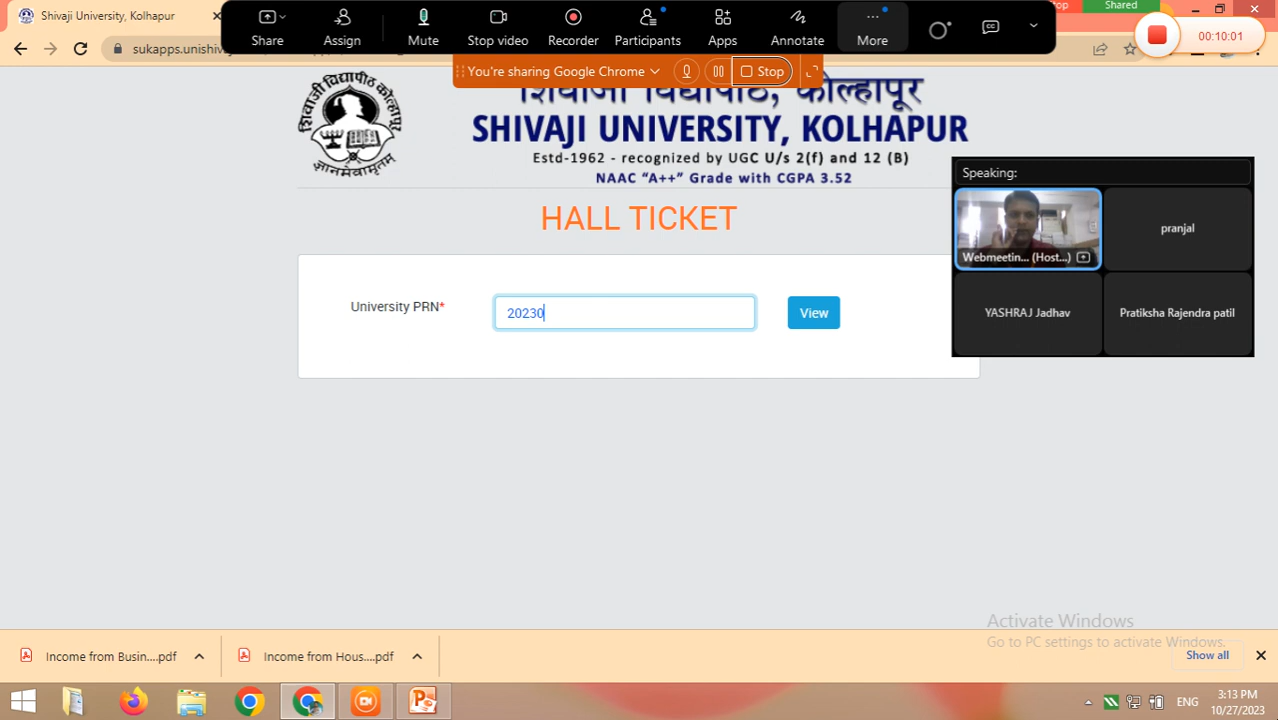 Shivaji University, Kolhapur
Shared
Share
Assign
Mute
Stop video
Recorder
Participants
Apps
Annotate
More
00:10:01
You're sharing Google Chrome
Stop
शिवाजी विद्यापीठ, कोल्हापूर
शिवाजी विद्यापीठ, कोल्हापूर
ज्ञानमेवामृतम्
SHIVAJI UNIVERSITY, KOLHAPUR
Estd-1962 - recognized by UGC U/s 2(f) and 12 (B)
NAAC “A++” Grade with CGPA 3.52
HALL TICKET
University PRN*
20230
View
Speaking:
Webmeetin... (Host...)
pranjal
YASHRAJ Jadhav
Pratiksha Rajendra patil
Activate Windows
Go to PC settings to activate Windows.
Income from Busin....pdf
Income from Hous....pdf
Show all
ENG
3:13 PM
10/27/2023